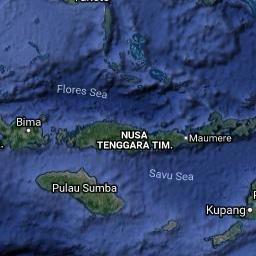 Flores Sea
Bima
NUSA
TENGGARA TIM.
Maumere
Savu Sea
Pulau Sumba
Kupang